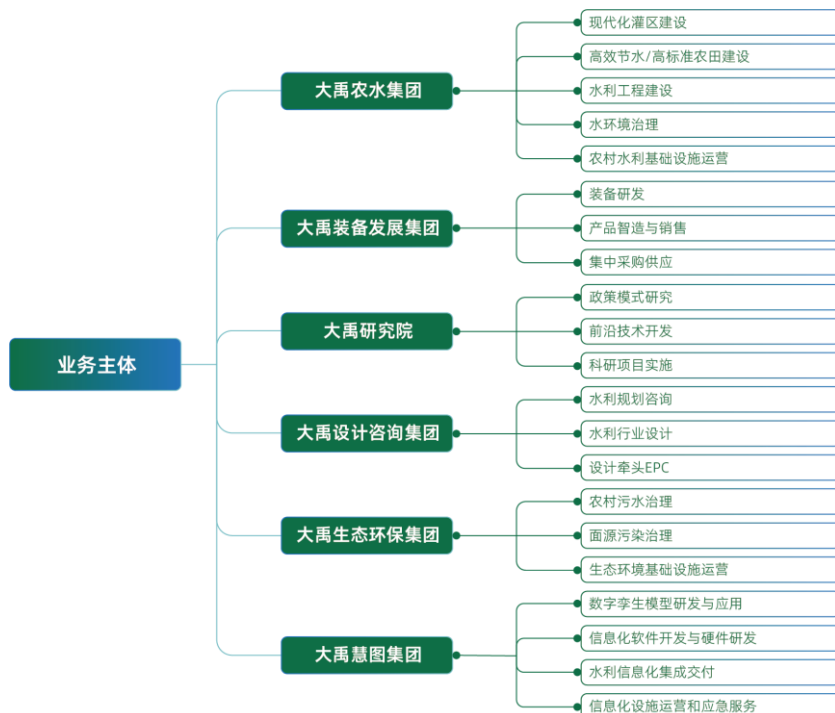 业务主体
大禹农水集团
现代化灌区建设
高效节水/高标准农田建设
水利工程建设
水环境治理
农村水利基础设施运营
大禹装备发展集团
装备研发
产品智造与销售
集中采购供应
大禹研究院
政策模式研究
前沿技术开发
科研项目实施
大禹设计咨询集团
水利规划咨询
水利行业设计
设计牵头EPC
大禹生态环保集团
农村污水治理
面源污染治理
生态环境基础设施运营
大禹慧图集团
数字孪生模型研发与应用
信息化软件开发与硬件研发
水利信息化集成交付
信息化设施运营和应急服务